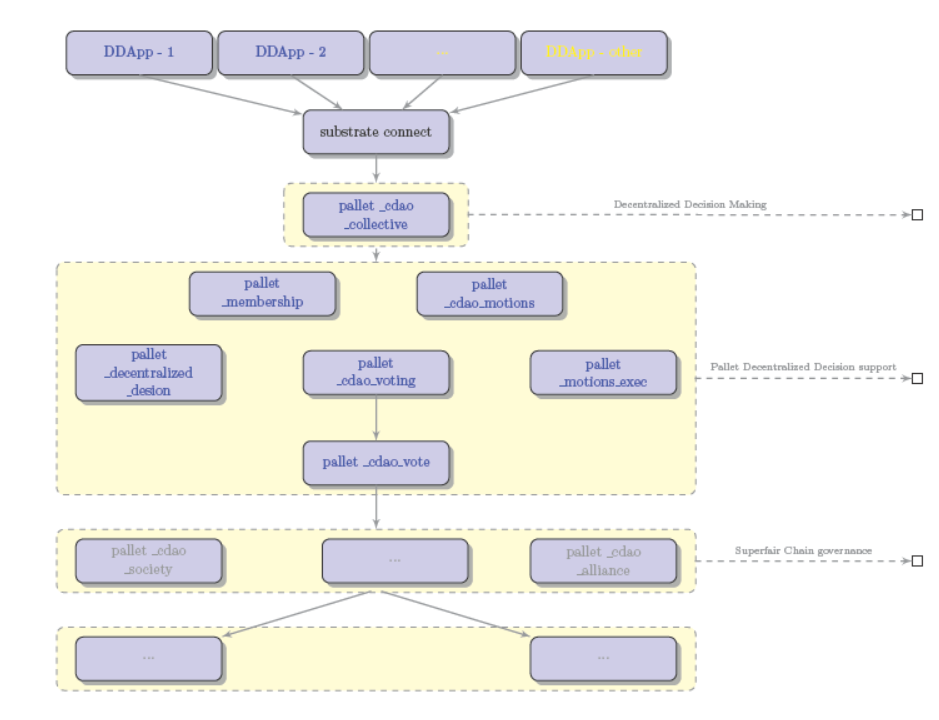 DDApp - 1
DDApp - 2
...
DDApp - other
substrate connect
pallet _cdao
_collective
Decentralized Decision Making
pallet
_membership
pallet
_cdao_motions
pallet
_decentralized
_desion
pallet
_cdao_voting
pallet
_motions_exec
Pallet Decentralized Decision support
pallet _cdao_vote
pallet _cdao
_society
...
pallet _cdao
_alliance
Superfair Chain governance
...
...